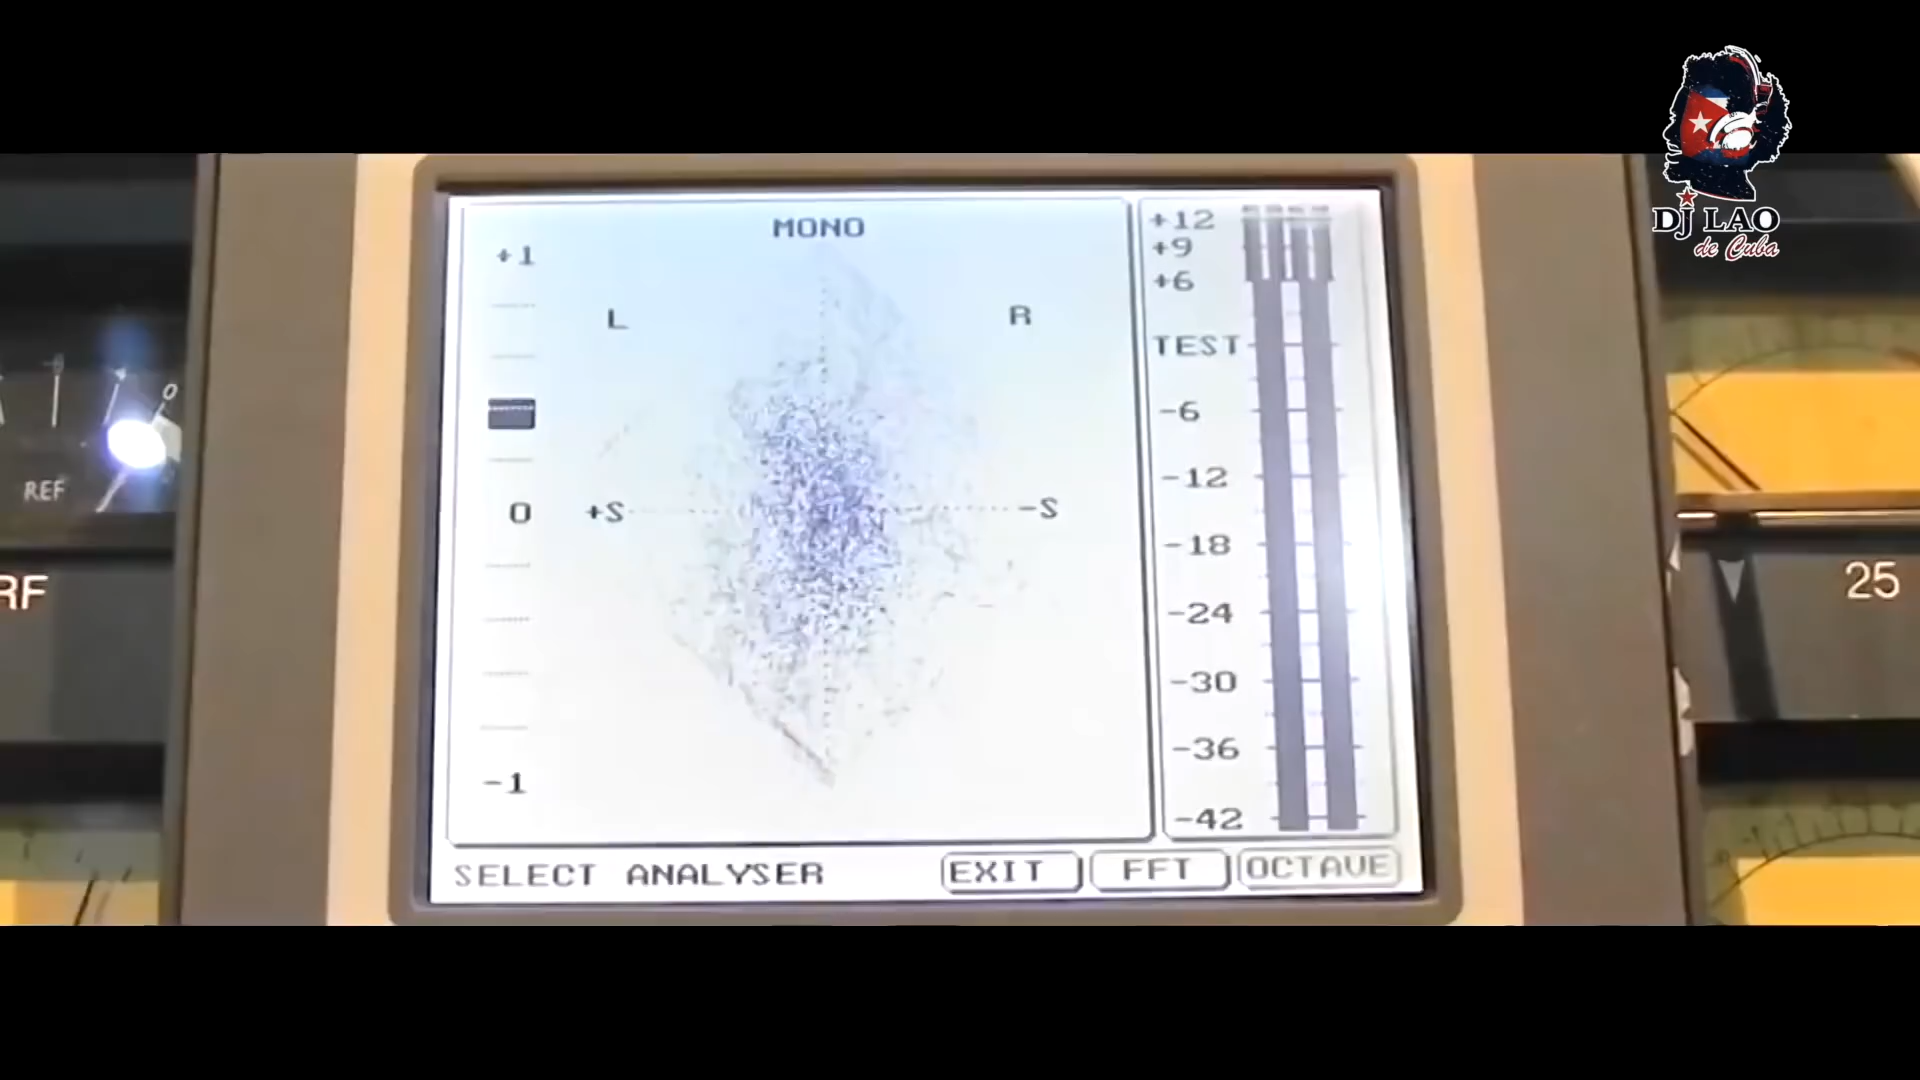 MONO
+1
L
R
0
+S
-S
-1
+12
+9
+6
TEST
-6
-12
-18
-24
-30
-36
-42
SELECT ANALYSER
EXIT
FFT
OCTAVE
0
REF
RF
25
DJ LAO
de Cuba